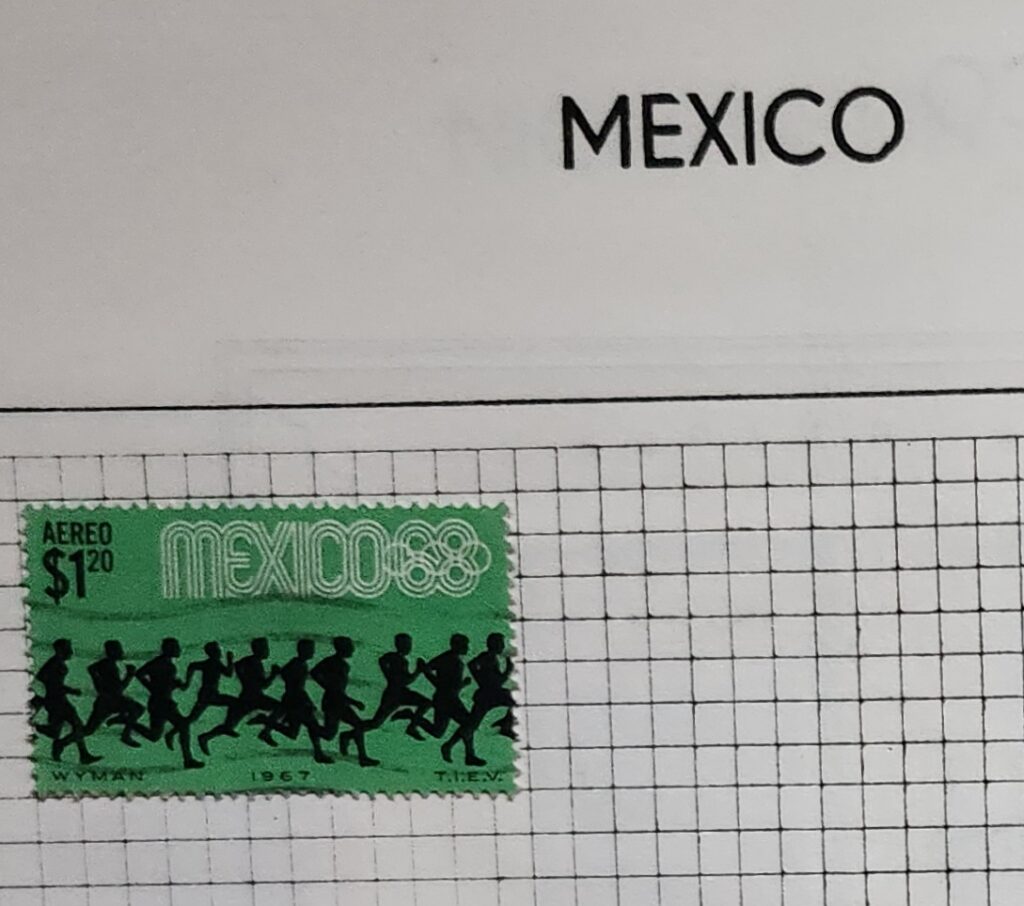 MEXICO
AEREO
$1.20
MEXICO 68
WYMAN 1967 T.I.E.V.